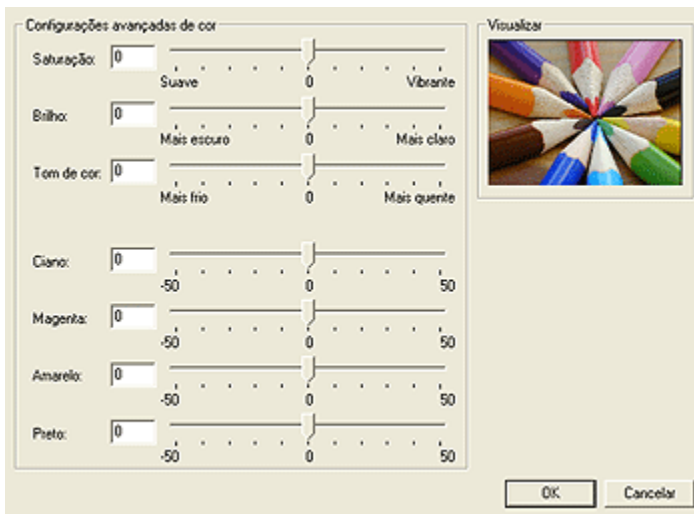 Configurações avançadas de cor
Saturação: 0
Suave 0 Vibrante
Brilho: 0
Mais escuro 0 Mais claro
Tom de cor: 0
Mais frio 0 Mais quente
Ciano: 0
-50 0 50
Magenta: 0
-50 0 50
Amarelo: 0
-50 0 50
Preto: 0
-50 0 50
Visualizar
OK Cancelar